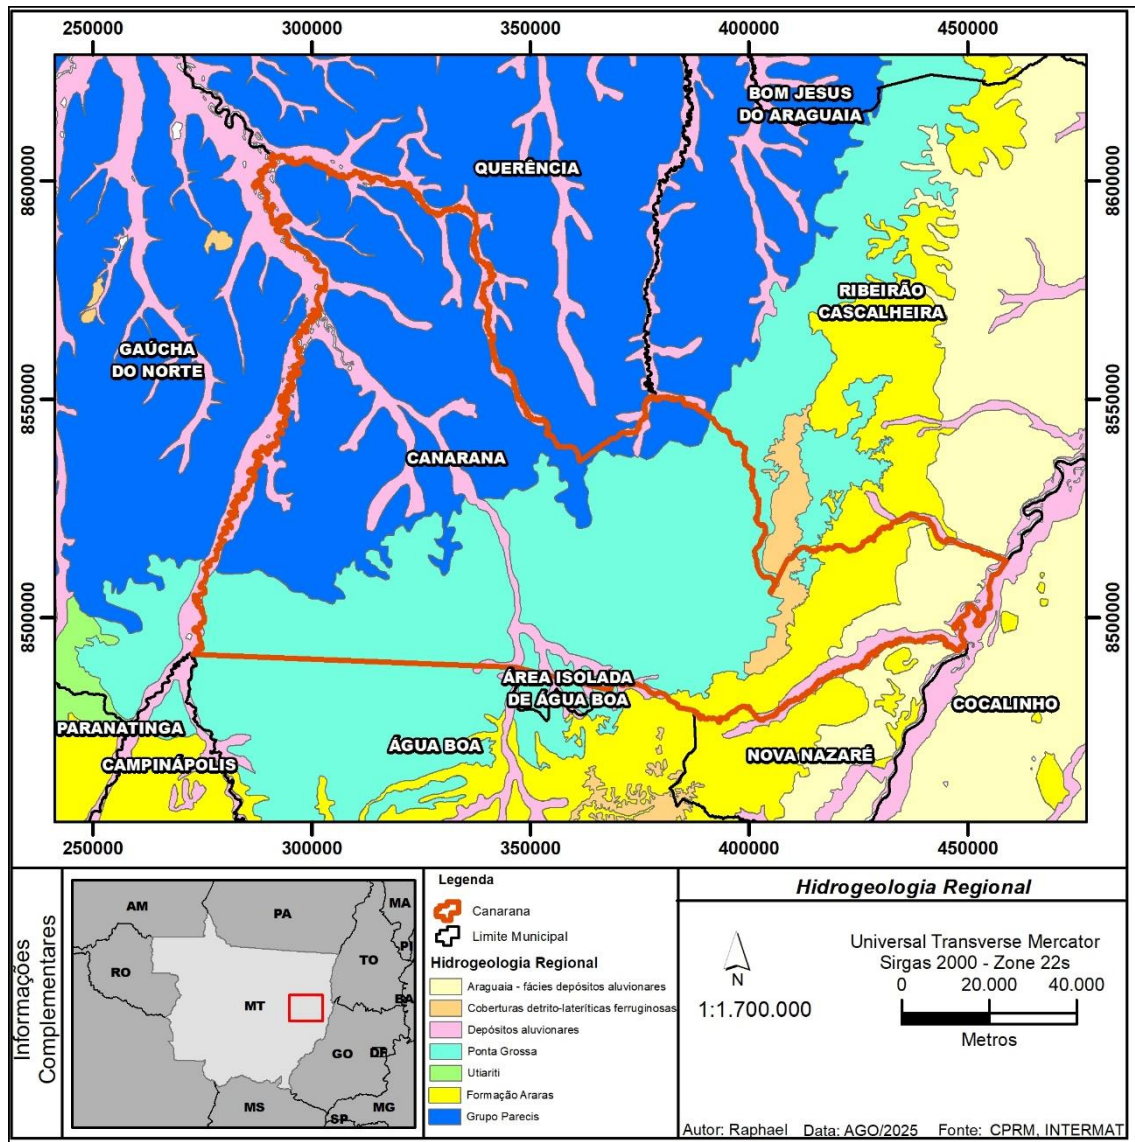 250000 300000 350000 400000 450000
8600000
8550000
8500000
8600000
8550000
8500000
BOM JESUS
DO ARAGUAIA
QUERÊNCIA
RIBEIRÃO
CASCALHEIRA
GAÚCHA
DO NORTE
CANARANA
ÁREA ISOLADA
DE ÁGUA BOA
COCALINHO
PARANATINGA
ÁGUA BOA
NOVA NAZARÉ
CAMPINÁPOLIS
250000 300000 350000 400000 450000
Informações
Complementares
AM
PA
MA
PI
RO
TO
BA
MT
GO
DF
MS
SP
MG
Legenda
Canarana
Limite Municipal
Hidrogeologia Regional
Araguaia - fácies depósitos aluvionares
Coberturas detrito-lateríticas ferruginosas
Depósitos aluvionares
Ponta Grossa
Utiariti
Formação Araras
Grupo Parecis
Hidrogeologia Regional
N
1:1.700.000
Universal Transverse Mercator
Sirgas 2000 - Zone 22s
0 20.000 40.000
Metros
Autor: Raphael Data: AGO/2025 Fonte: CPRM, INTERMAT